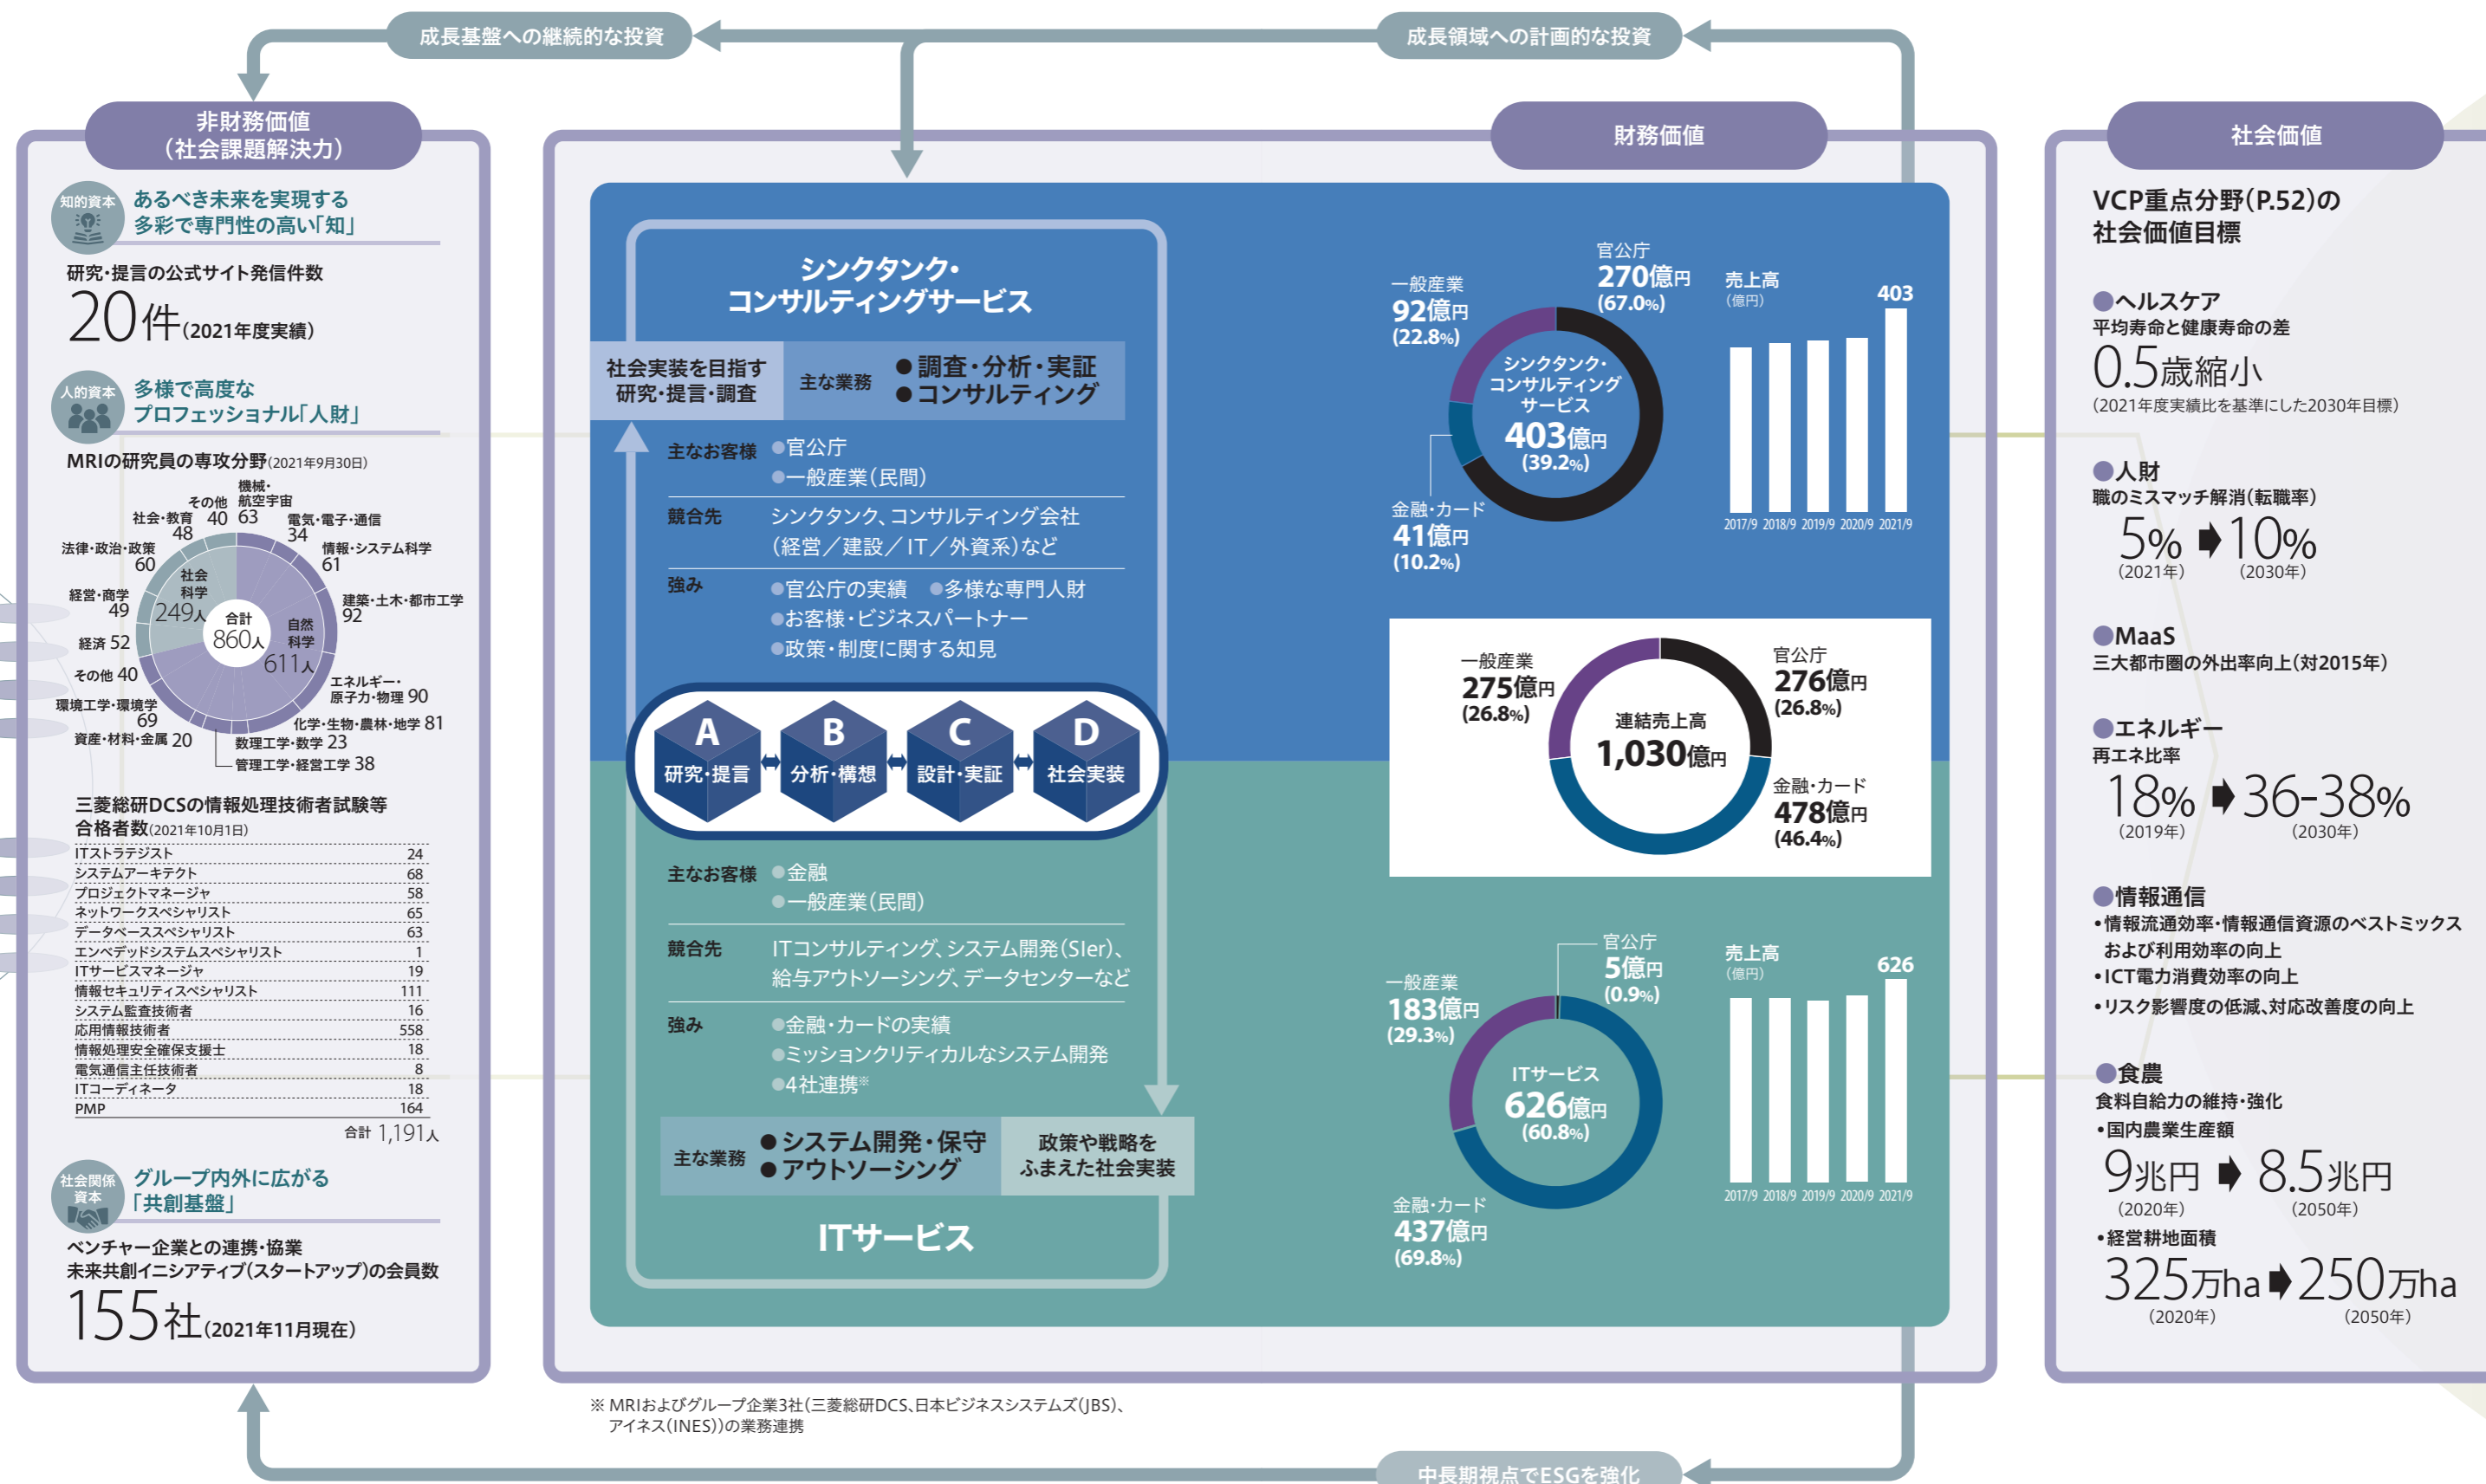 成長基盤への継続的な投資
成長領域への計画的な投資
非財務価値
（社会課題解決力）
知的資本
あるべき未来を実現する
多彩で専門性の高い「知」
研究・提言の公式サイト発信件数
20件（2021年度実績）
人的資本
多様で高度な
プロフェッショナル「人財」
MRIの研究員の専攻分野（2021年9月30日）
機械・
航空宇宙
63
電気・電子・通信
34
情報・システム科学
61
建築・土木・都市工学
92
エネルギー・
原子力・物理 90
化学・生物・農林・地学 81
数理工学・数学 23
管理工学・経営工学 38
資産・材料・金属 20
環境工学・環境学
69
その他 40
経済 52
経営・商学
49
法律・政治・政策
60
社会・教育
48
その他
40
社会
科学
249人
合計
860人
自然
科学
611人
三菱総研DCSの情報処理技術者試験等
合格者数（2021年10月1日）
ITストラテジスト 24
システムアーキテクト 68
プロジェクトマネージャ 58
ネットワークスペシャリスト 65
データベーススペシャリスト 63
エンベデッドシステムスペシャリスト 1
ITサービスマネージャ 19
情報セキュリティスペシャリスト 111
システム監査技術者 16
応用情報技術者 558
情報処理安全確保支援士 18
電気通信主任技術者 8
ITコーディネータ 18
PMP 164
合計 1,191人
社会関係
資本
グループ内外に広がる
「共創基盤」
ベンチャー企業との連携・協業
未来共創イニシアティブ（スタートアップ）の会員数
155社（2021年11月現在）
財務価値
シンクタンク・
コンサルティングサービス
社会実装を目指す
研究・提言・調査
主な業務
●調査・分析・実証
●コンサルティング
主なお客様
●官公庁
●一般産業（民間）
競合先
シンクタンク、コンサルティング会社
（経営／建設／IT／外資系）など
強み
●官公庁の実績 ●多様な専門人財
●お客様・ビジネスパートナー
●政策・制度に関する知見
A
研究・提言
B
分析・構想
C
設計・実証
D
社会実装
主なお客様
●金融
●一般産業（民間）
競合先
ITコンサルティング、システム開発（SIer）、
給与アウトソーシング、データセンターなど
強み
●金融・カードの実績
●ミッションクリティカルなシステム開発
●4社連携※
主な業務
●システム開発・保守
●アウトソーシング
政策や戦略を
ふまえた社会実装
ITサービス
官公庁
270億円
(67.0%)
一般産業
92億円
(22.8%)
金融・カード
41億円
(10.2%)
シンクタンク・
コンサルティング
サービス
403億円
(39.2%)
売上高
（億円）
403
2017/9 2018/9 2019/9 2020/9 2021/9
一般産業
275億円
(26.8%)
官公庁
276億円
(26.8%)
金融・カード
478億円
(46.4%)
連結売上高
1,030億円
官公庁
5億円
(0.9%)
一般産業
183億円
(29.3%)
金融・カード
437億円
(69.8%)
ITサービス
626億円
(60.8%)
売上高
（億円）
626
2017/9 2018/9 2019/9 2020/9 2021/9
※ MRIおよびグループ企業3社（三菱総研DCS、日本ビジネスシステムズ（JBS）、
アイネス（INES））の業務連携
中長期視点でESGを強化
社会価値
VCP重点分野（P.52）の
社会価値目標
●ヘルスケア
平均寿命と健康寿命の差
0.5歳縮小
（2021年度実績比を基準にした2030年目標）
●人財
職のミスマッチ解消（転職率）
5%➡10%
（2021年） （2030年）
●MaaS
三大都市圏の外出率向上（対2015年）
●エネルギー
再エネ比率
18%➡36-38%
（2019年） （2030年）
●情報通信
•情報流通効率・情報通信資源のベストミックス
および利用効率の向上
•ICT電力消費効率の向上
•リスク影響度の低減、対応改善度の向上
●食農
食料自給力の維持・強化
•国内農業生産額
9兆円➡8.5兆円
（2020年） （2050年）
•経営耕地面積
325万ha➡250万ha
（2020年） （2050年）